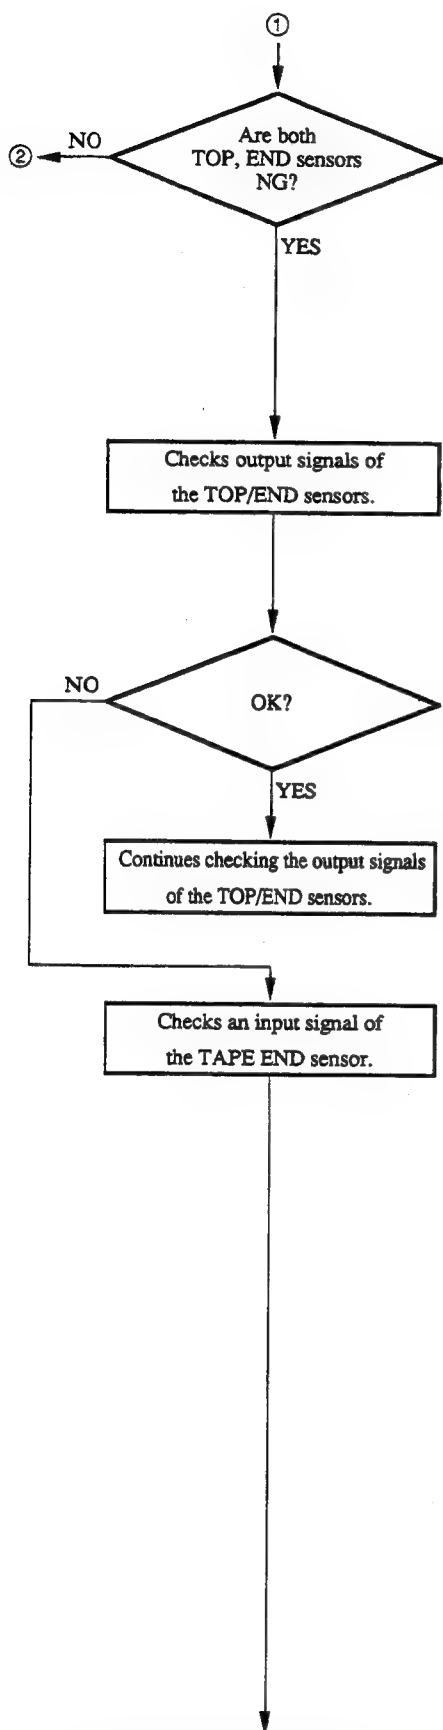 ①
Are both
TOP, END sensors
NG?
NO
②
YES
Checks output signals of
the TOP/END sensors.
OK?
NO
YES
Continues checking the output signals
of the TOP/END sensors.
Checks an input signal of
the TAPE END sensor.